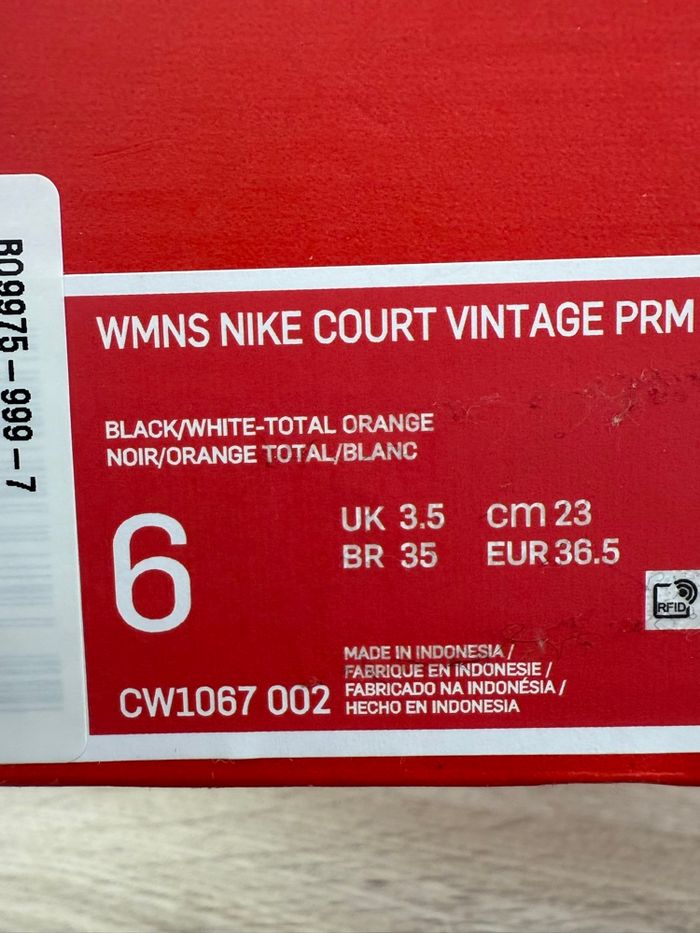 WMNS NIKE COURT VINTAGE PRM
BLACK/WHITE-TOTAL ORANGE
NOIR/ORANGE TOTAL/BLANC
6
UK 3.5 CM 23
BR 35 EUR 36.5
RFID
CW1067 002
MADE IN INDONESIA /
FABRIQUE EN INDONESIE /
FABRICADO NA INDONÉSIA /
HECHO EN INDONESIA
R09975-999-7